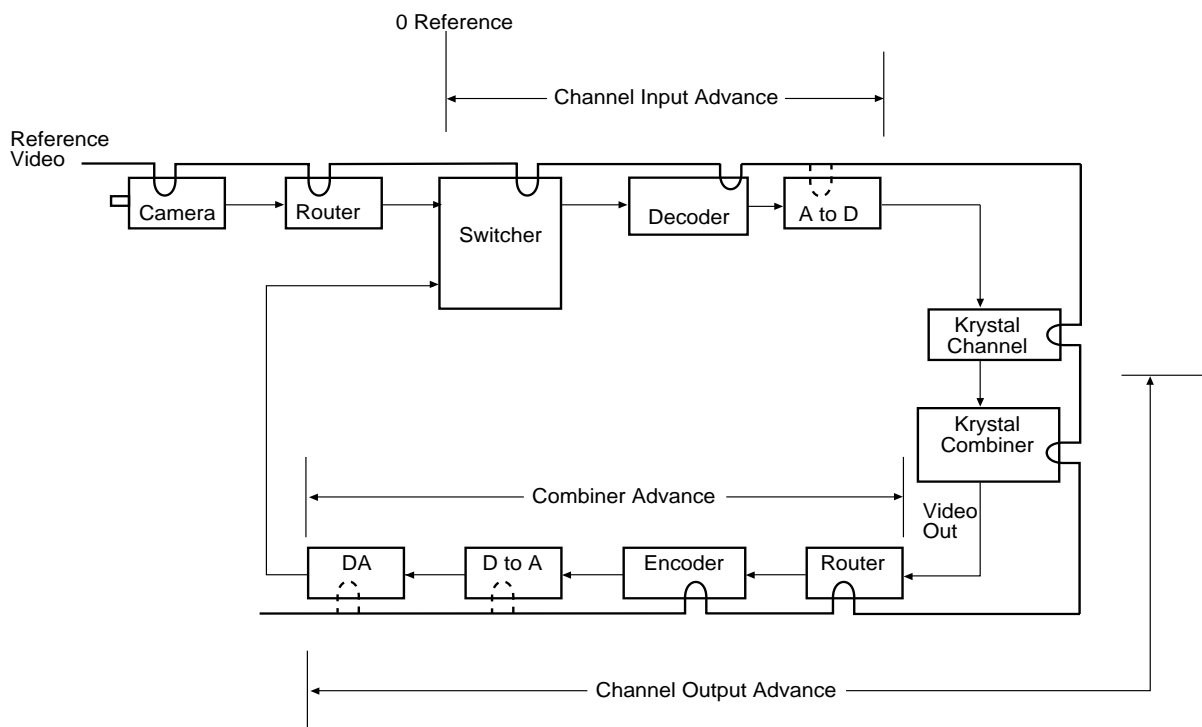 0 Reference
Channel Input Advance
Reference
Video
Camera
Router
Switcher
Decoder
A to D
Krystal
Channel
Krystal
Combiner
Combiner Advance
Video
Out
DA
D to A
Encoder
Router
Channel Output Advance